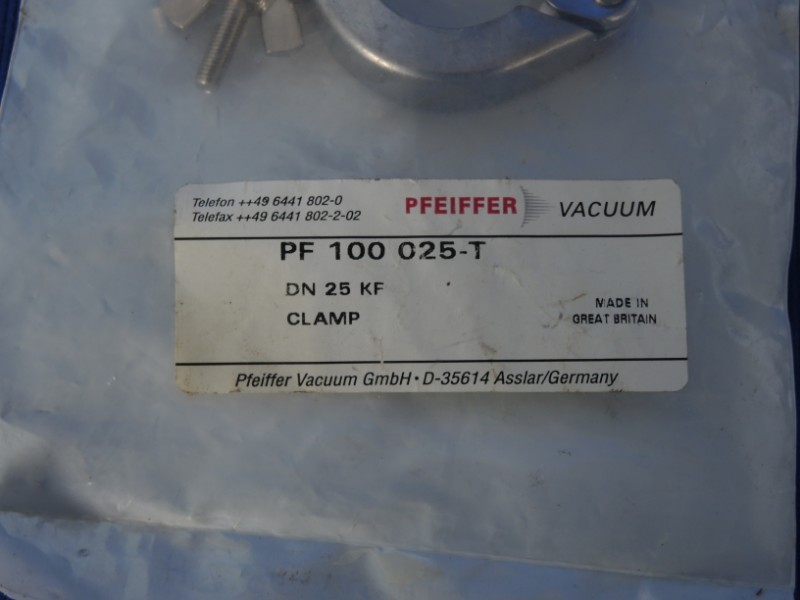 Telefon ++49 6441 802-0
Telefax ++49 6441 802-2-02
PFEIFFER VACUUM
PF 100 025-T
DN 25 KF
CLAMP
MADE IN
GREAT BRITAIN
Pfeiffer Vacuum GmbH • D-35614 Asslar/Germany